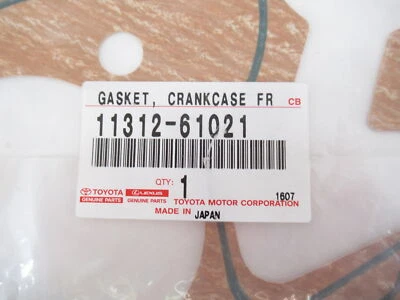 GASKET, CRANKCASE FR CB
11312-61021
QTY: 1 1607
TOYOTA GENUINE PARTS LEXUS GENUINE PARTS TOYOTA MOTOR CORPORATION
MADE IN JAPAN